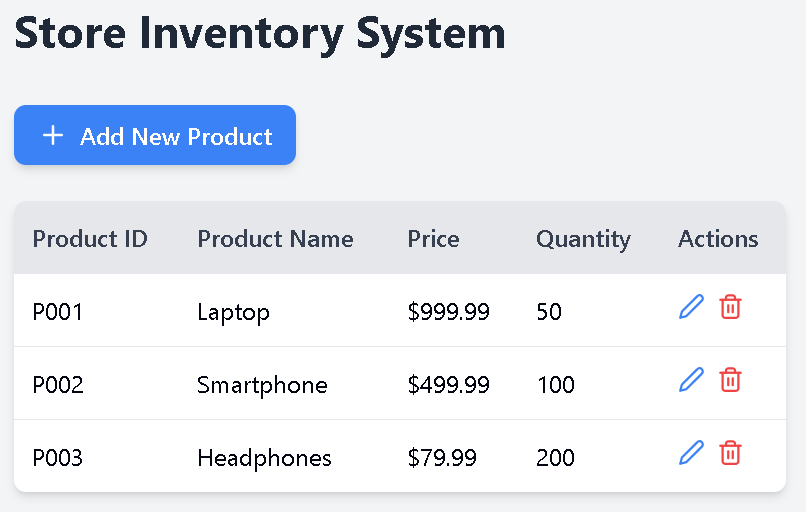 Store Inventory System
Add New Product
Product ID Product Name Price Quantity Actions
P001 Laptop $999.99 50
P002 Smartphone $499.99 100
P003 Headphones $79.99 200